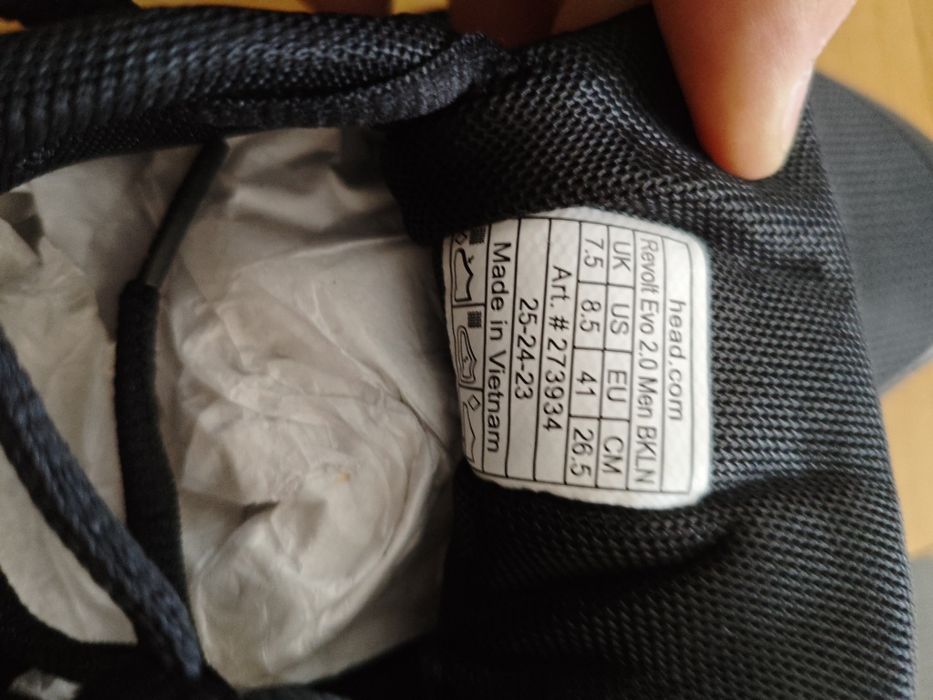 head.com
Revolt Evo 2.0 Men BKLN
UK US EU CM
7.5 8.5 41 26.5
Art. # 273934
25-24-23
Made in Vietnam